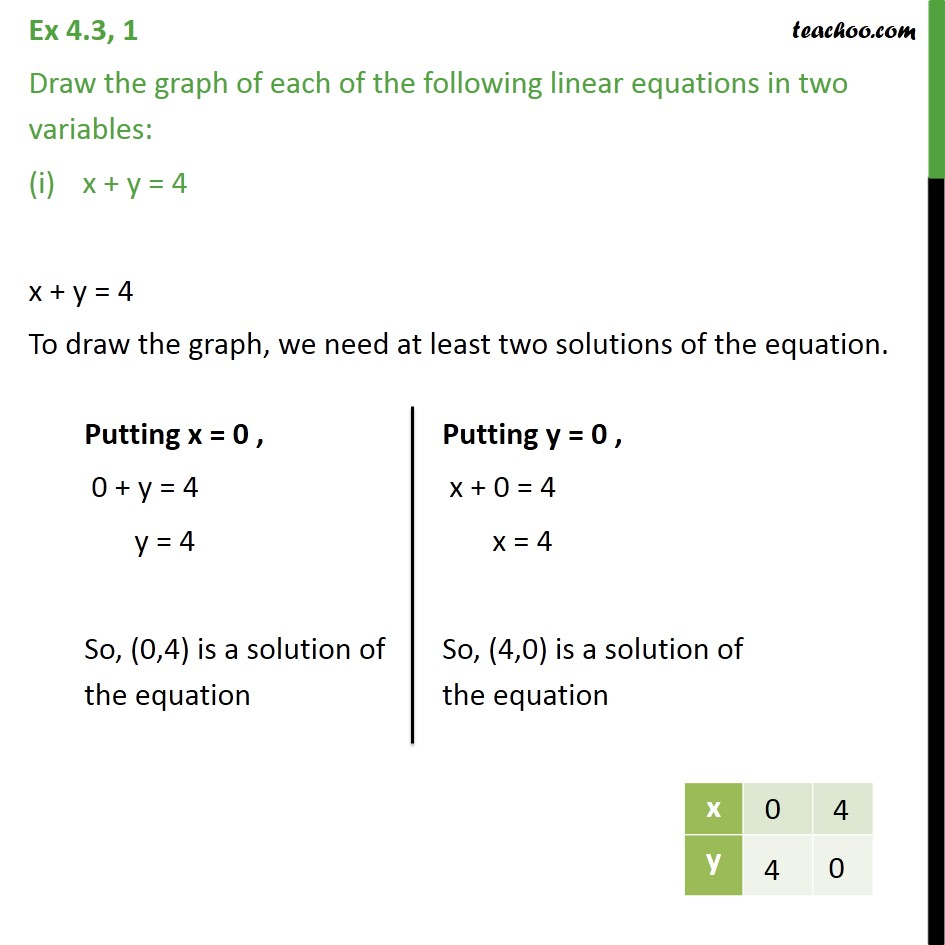 Ex 4.3, 1
teachoo.com
Draw the graph of each of the following linear equations in two
variables:
(i) x + y = 4
x + y = 4
To draw the graph, we need at least two solutions of the equation.
Putting x = 0 ,
0 + y = 4
y = 4
So, (0,4) is a solution of
the equation
Putting y = 0 ,
x + 0 = 4
x = 4
So, (4,0) is a solution of
the equation
x 0 4
y 4 0